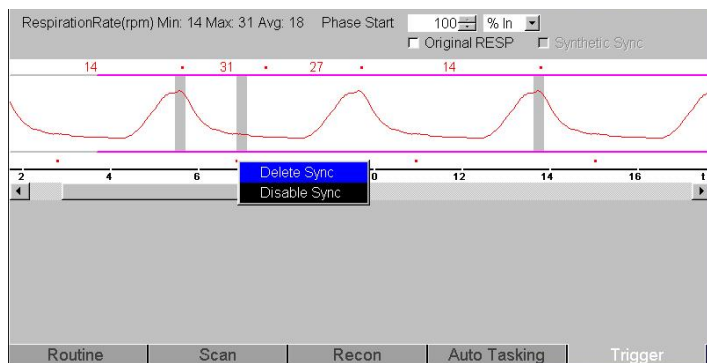 RespirationRate(rpm) Min: 14 Max: 31 Avg: 18 Phase Start 100 % In
Original RESP Synthetic Sync
14 31 27 14
2 4 6 0 12 14 16 t
Delete Sync
Disable Sync
Routine Scan Recon Auto Tasking Trigger